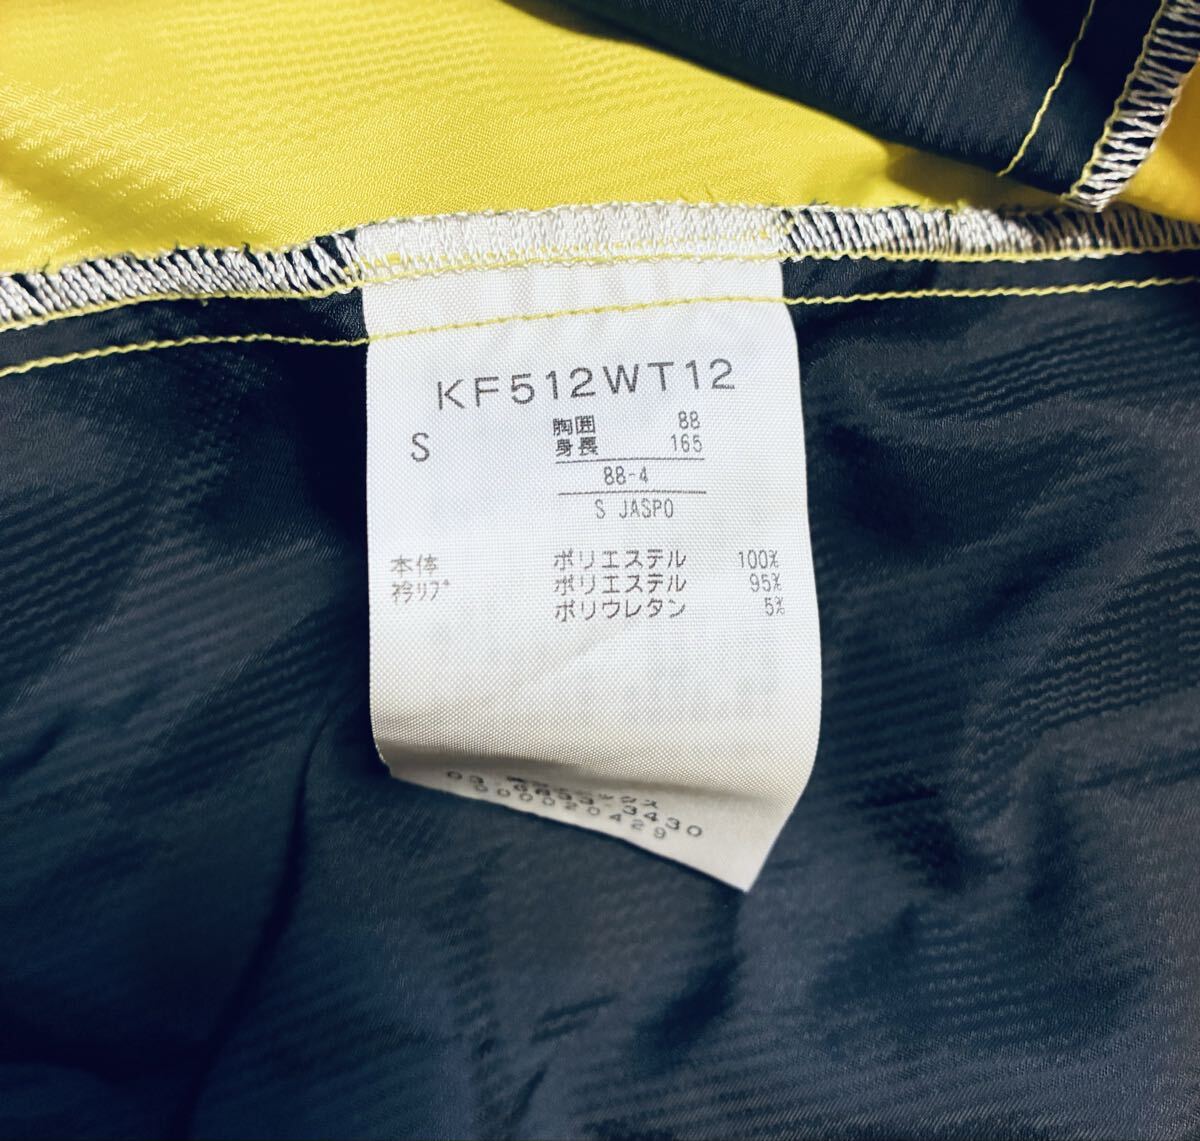 KF512WT12
S 胸囲 88
身長 165
88-4
S JASPO
本体 ポリエステル 100%
衿リブ ポリエステル 95%
ポリウレタン 5%